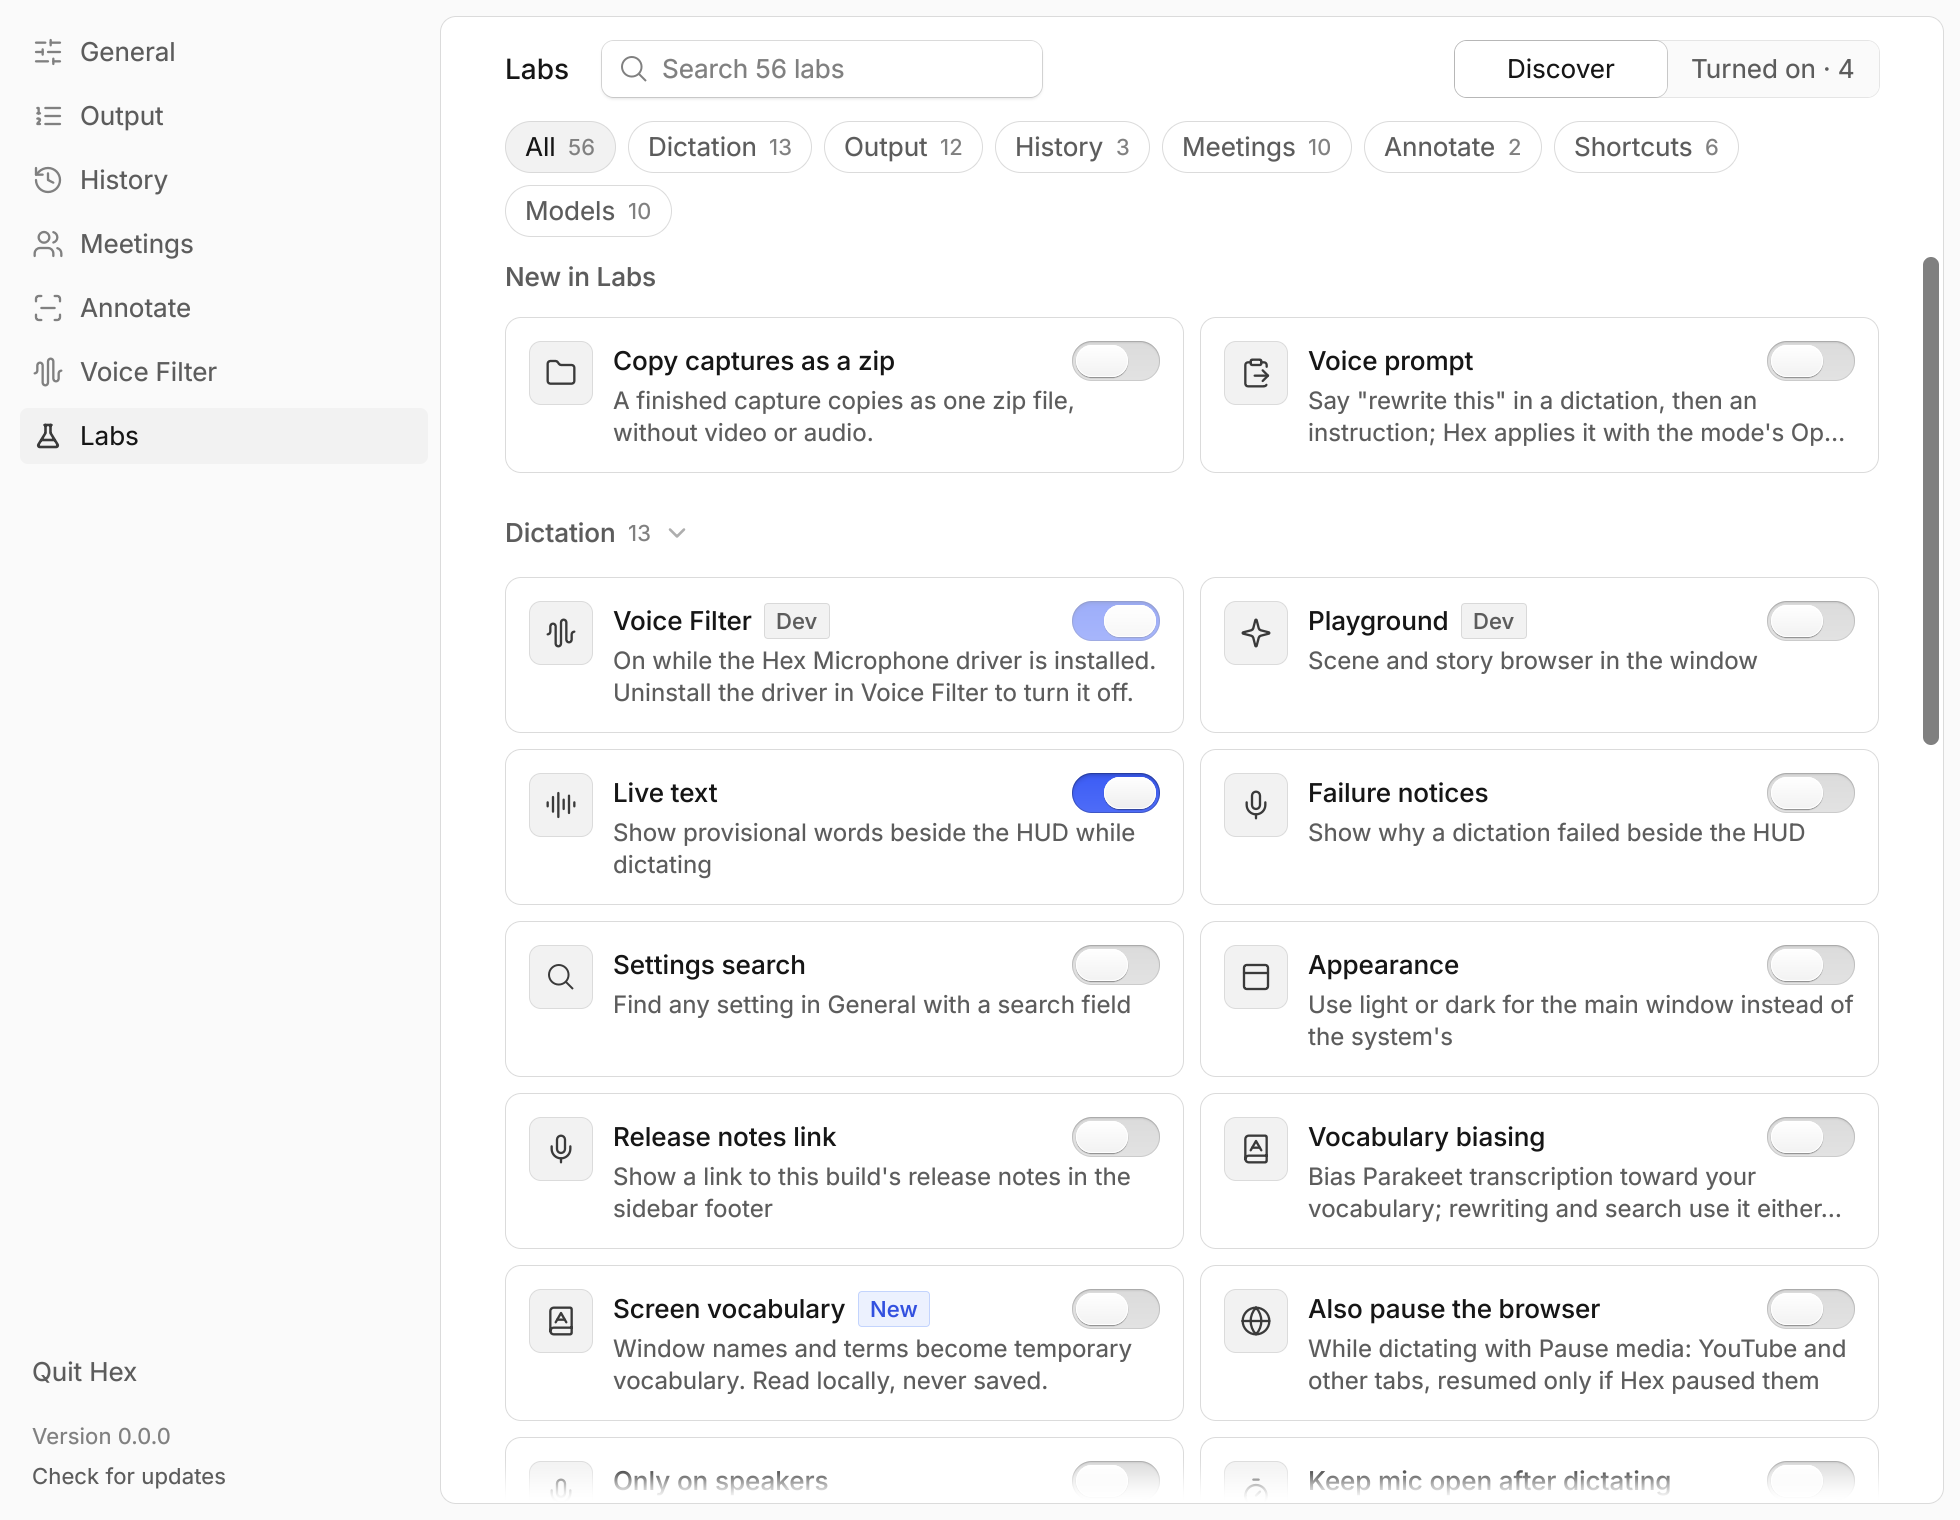 General
Output
History
Meetings
Annotate
Voice Filter
Labs
Quit Hex
Version 0.0.0
Check for updates
Labs
Search 56 labs
Discover
Turned on · 4
All 56
Dictation 13
Output 12
History 3
Meetings 10
Annotate 2
Shortcuts 6
Models 10
New in Labs
Copy captures as a zip
A finished capture copies as one zip file,
without video or audio.
Voice prompt
Say "rewrite this" in a dictation, then an
instruction; Hex applies it with the mode's Op...
Dictation 13
Voice Filter Dev
On while the Hex Microphone driver is installed.
Uninstall the driver in Voice Filter to turn it off.
Playground Dev
Scene and story browser in the window
Live text
Show provisional words beside the HUD while
dictating
Failure notices
Show why a dictation failed beside the HUD
Settings search
Find any setting in General with a search field
Appearance
Use light or dark for the main window instead of
the system's
Release notes link
Show a link to this build's release notes in the
sidebar footer
Vocabulary biasing
Bias Parakeet transcription toward your
vocabulary; rewriting and search use it either...
Screen vocabulary New
Window names and terms become temporary
vocabulary. Read locally, never saved.
Also pause the browser
While dictating with Pause media: YouTube and
other tabs, resumed only if Hex paused them
Only on speakers
Keep mic open after dictating